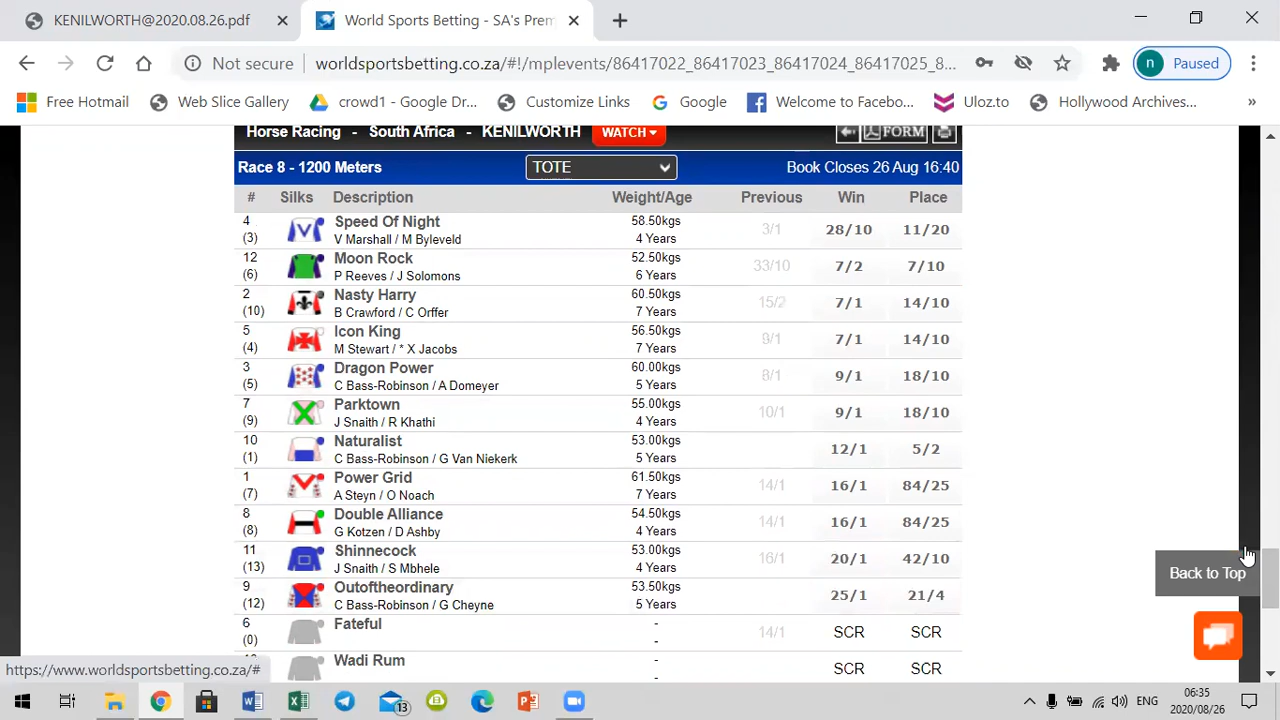 KENILWORTH@2020.08.26.pdf
World Sports Betting - SA's Prem
Not secure worldsportsbetting.co.za/#!/mplevents/86417022_86417023_86417024_86417025_8... n Paused
Free Hotmail Web Slice Gallery crowd1 - Google Dr... Customize Links Google Welcome to Facebo... Uloz.to Hollywood Archives... »
Horse Racing - South Africa - KENILWORTH WATCH FORM
Race 8 - 1200 Meters TOTE Book Closes 26 Aug 16:40
# Silks Description Weight/Age Previous Win Place
4 Speed Of Night 58.50kgs 3/1 28/10 11/20
(3) V Marshall / M Byleveld 4 Years
12 Moon Rock 52.50kgs 33/10 7/2 7/10
(6) P Reeves / J Solomons 6 Years
2 Nasty Harry 60.50kgs 15/2 7/1 14/10
(10) B Crawford / C Orffer 7 Years
5 Icon King 56.50kgs 9/1 7/1 14/10
(4) M Stewart / * X Jacobs 7 Years
3 Dragon Power 60.00kgs 8/1 9/1 18/10
(5) C Bass-Robinson / A Domeyer 5 Years
7 Parktown 55.00kgs 10/1 9/1 18/10
(9) J Snaith / R Khathi 4 Years
10 Naturalist 53.00kgs 12/1 5/2
(1) C Bass-Robinson / G Van Niekerk 5 Years
1 Power Grid 61.50kgs 14/1 16/1 84/25
(7) A Steyn / O Noach 7 Years
8 Double Alliance 54.50kgs 14/1 16/1 84/25
(8) G Kotzen / D Ashby 4 Years
11 Shinnecock 53.00kgs 16/1 20/1 42/10
(13) J Snaith / S Mbhele 4 Years
9 Outoftheordinary 53.50kgs 25/1 21/4
(12) C Bass-Robinson / G Cheyne 5 Years
6 Fateful - 14/1 SCR SCR
(0) -
Wadi Rum - SCR SCR
-
Back to Top
https://www.worldsportsbetting.co.za/#
13 ENG 06:35
2020/08/26